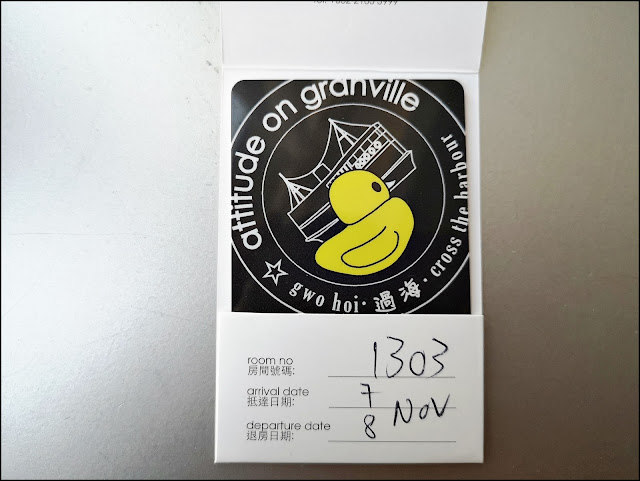 attitude on granville
gwo hoi · 過海 · cross the harbour
room no 1303
房間號碼:
arrival date 7
抵達日期: NOV
departure date 8
退房日期: